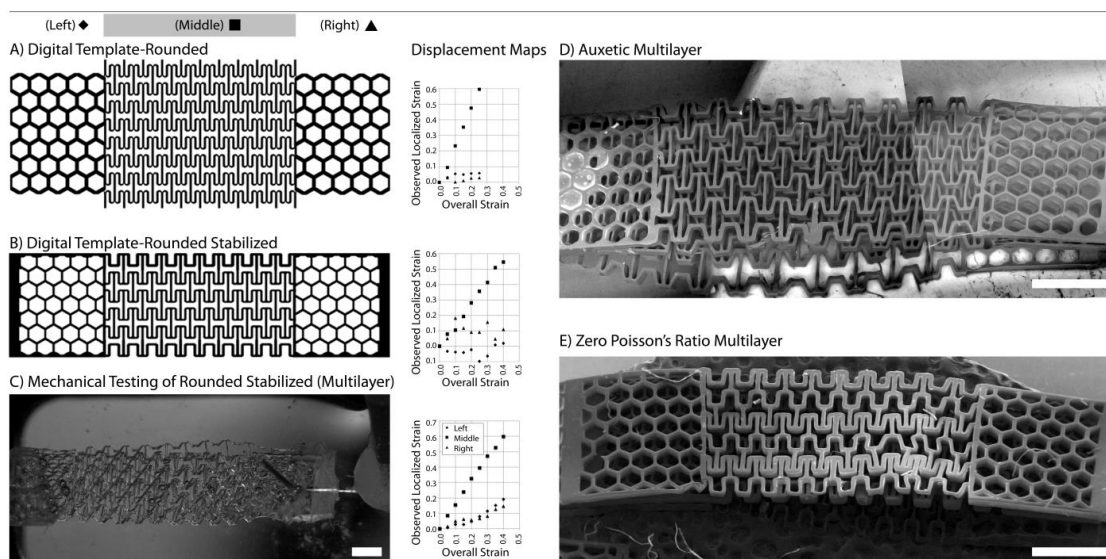 (Left) ◆ (Middle) ■ (Right) ▲
A) Digital Template-Rounded
Displacement Maps
D) Auxetic Multilayer
0.6
0.5
0.4
0.3
0.2
0.1
0.0
Observed Localized Strain
0.0 0.1 0.2 0.3 0.4 0.5
Overall Strain
B) Digital Template-Rounded Stabilized
0.6
0.5
0.4
0.3
0.2
0.1
0.0
0.1
Observed Localized Strain
0.0 0.1 0.2 0.3 0.4 0.5
Overall Strain
E) Zero Poisson's Ratio Multilayer
C) Mechanical Testing of Rounded Stabilized (Multilayer)
0.7
0.6
0.5
0.4
0.3
0.2
0.1
0.0
Observed Localized Strain
Left
Middle
Right
0.0 0.1 0.2 0.3 0.4 0.5
Overall Strain